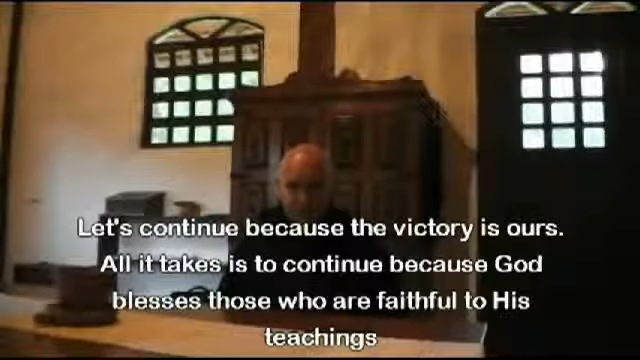 Let's continue because the victory is ours.
All it takes is to continue because God
blesses those who are faithful to His
teachings